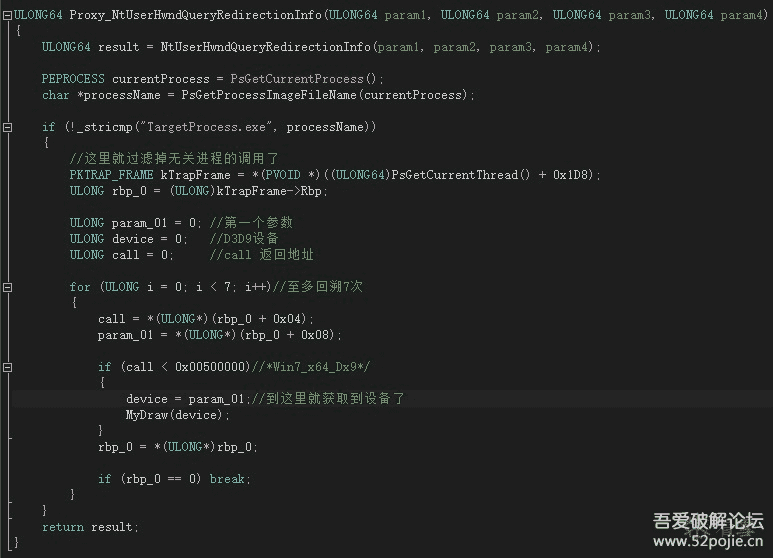 ULONG64 Proxy_NtUserHwndQueryRedirectionInfo(ULONG64 param1, ULONG64 param2, ULONG64 param3, ULONG64 param4)
{
ULONG64 result = NtUserHwndQueryRedirectionInfo(param1, param2, param3, param4);
PEPROCESS currentProcess = PsGetCurrentProcess();
char *processName = PsGetProcessImageFileName(currentProcess);
if (!_stricmp("TargetProcess.exe", processName))
{
//这里就过滤掉无关进程的调用了
PKTRAP_FRAME kTrapFrame = *(PVOID *)((ULONG64)PsGetCurrentThread() + 0x1D8);
ULONG rbp_0 = (ULONG)kTrapFrame->Rbp;
ULONG param_01 = 0; //第一个参数
ULONG device = 0; //D3D9设备
ULONG call = 0; //call 返回地址
for (ULONG i = 0; i < 7; i++)//至多回溯7次
{
call = *(ULONG*)(rbp_0 + 0x04);
param_01 = *(ULONG*)(rbp_0 + 0x08);
if (call < 0x00500000)//*Win7_x64_Dx9*/
{
device = param_01;//到这里就获取到设备了
MyDraw(device);
}
rbp_0 = *(ULONG*)rbp_0;
if (rbp_0 == 0) break;
}
}
return result;
}
吾爱破解论坛
www.52pojie.cn